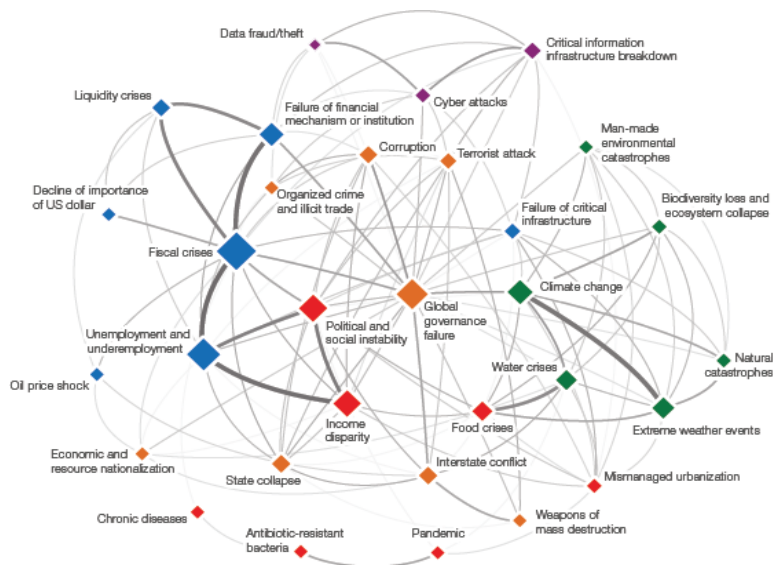 Data fraud/theft
Critical information
infrastructure breakdown
Liquidity crises
Failure of financial
mechanism or institution
Cyber attacks
Man-made
environmental
catastrophes
Corruption
Terrorist attack
Decline of importance
of US dollar
Organized crime
and illicit trade
Biodiversity loss and
ecosystem collapse
Failure of critical
infrastructure
Fiscal crises
Climate change
Global
governance
failure
Unemployment and
underemployment
Political and
social instability
Natural
catastrophes
Water crises
Oil price shock
Income
disparity
Food crises
Extreme weather events
Economic and
resource nationalization
State collapse
Interstate conflict
Mismanaged urbanization
Chronic diseases
Antibiotic-resistant
bacteria
Pandemic
Weapons of
mass destruction